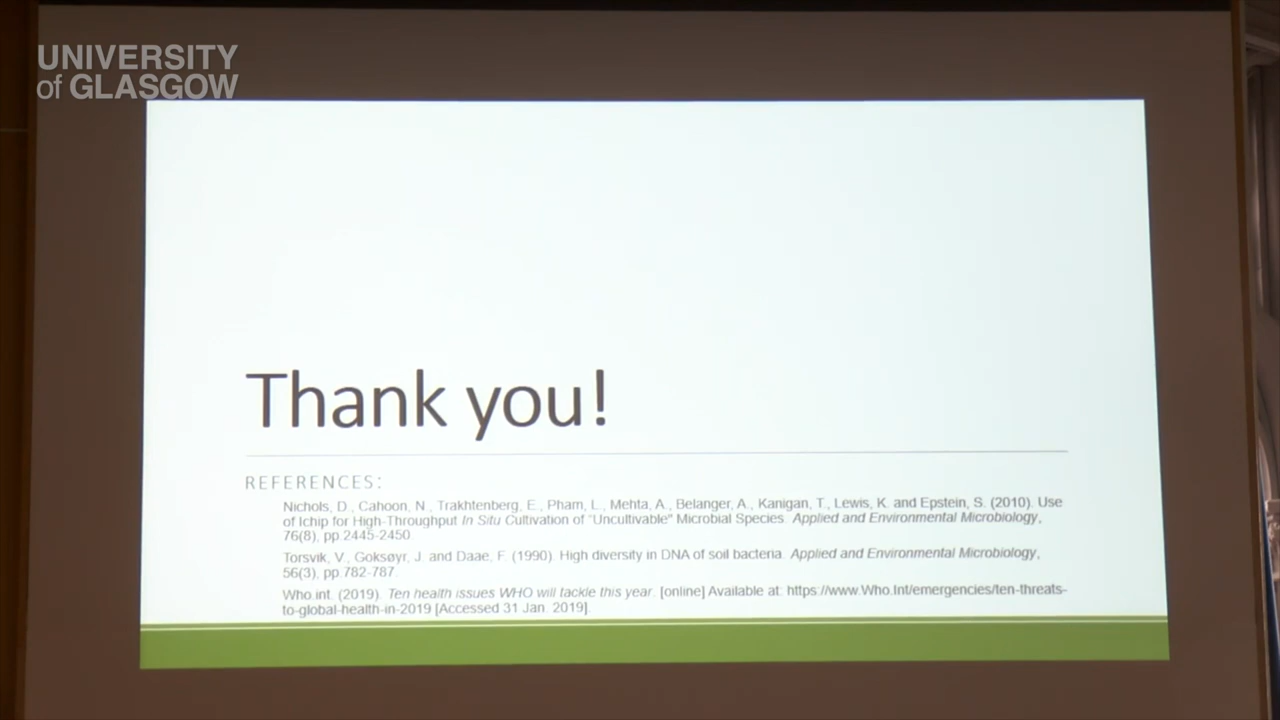 UNIVERSITY
of GLASGOW
Thank you!
REFERENCES:
Nichols, D., Cahoon, N., Trakhtenberg, E., Pham, L., Mehta, A., Belanger, A., Kanigan, T., Lewis, K. and Epstein, S. (2010). Use
of Ichip for High-Throughput In Situ Cultivation of "Uncultivable" Microbial Species. Applied and Environmental Microbiology,
76(8), pp.2445-2450.
Torsvik, V., Goksøyr, J. and Daae, F. (1990). High diversity in DNA of soil bacteria. Applied and Environmental Microbiology,
56(3), pp.782-787.
Who.int. (2019). Ten health issues WHO will tackle this year. [online] Available at: https://www.Who.Int/emergencies/ten-threats-
to-global-health-in-2019 [Accessed 31 Jan. 2019].